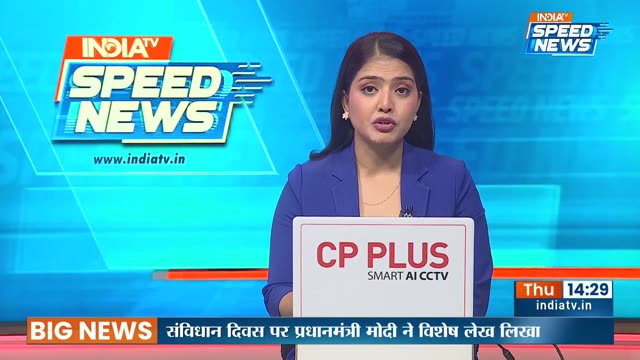 INDIA TV
SPEED
NEWS
www.indiatv.in
INDIA TV
SPEED
NEWS
CP PLUS
SMART AI CCTV
Thu 14:29
indiatv.in
BIG NEWS संविधान दिवस पर प्रधानमंत्री मोदी ने विशेष लेख लिखा